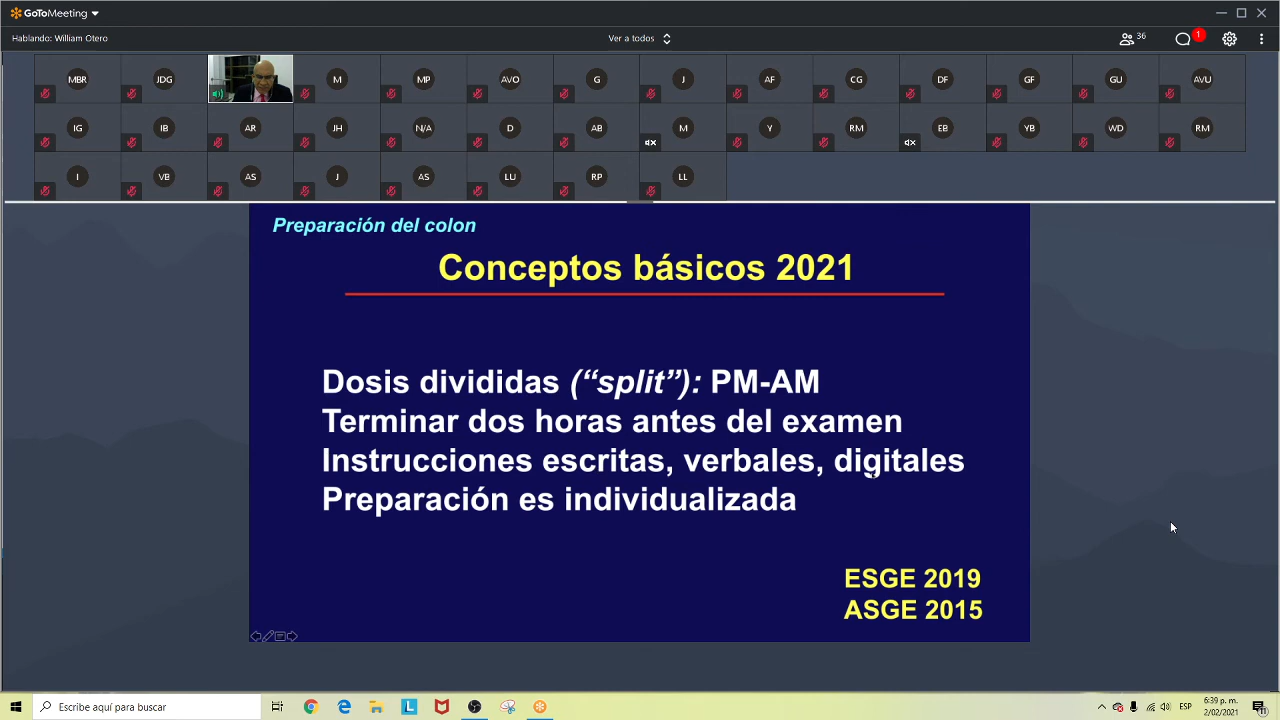 GoToMeeting
Hablando: William Otero
Ver a todos
36
1
MBR JDG M MP AVO G J AF CG DF GF GU AVU
IG IB AR JH N/A D AB M Y RM EB YB WD RM
I VB AS J AS LU RP LL
Preparación del colon
Conceptos básicos 2021
Dosis divididas (“split”): PM-AM
Terminar dos horas antes del examen
Instrucciones escritas, verbales, digitales
Preparación es individualizada
ESGE 2019
ASGE 2015
Escribe aquí para buscar
L
ESP
6:39 p. m.
2/02/2021